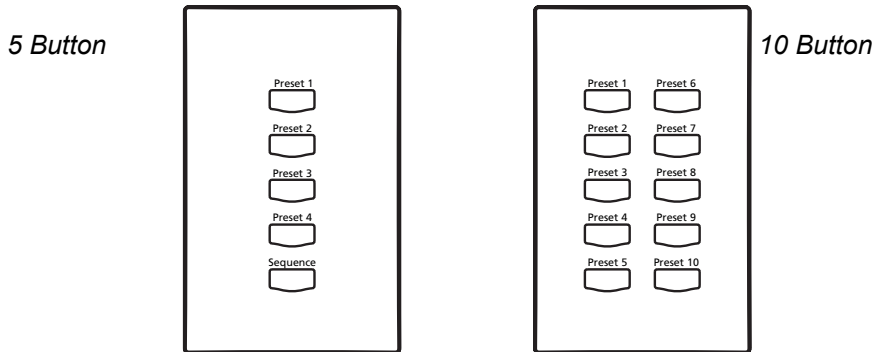 5 Button
Preset 1
Preset 2
Preset 3
Preset 4
Sequence
10 Button
Preset 1 Preset 6
Preset 2 Preset 7
Preset 3 Preset 8
Preset 4 Preset 9
Preset 5 Preset 10